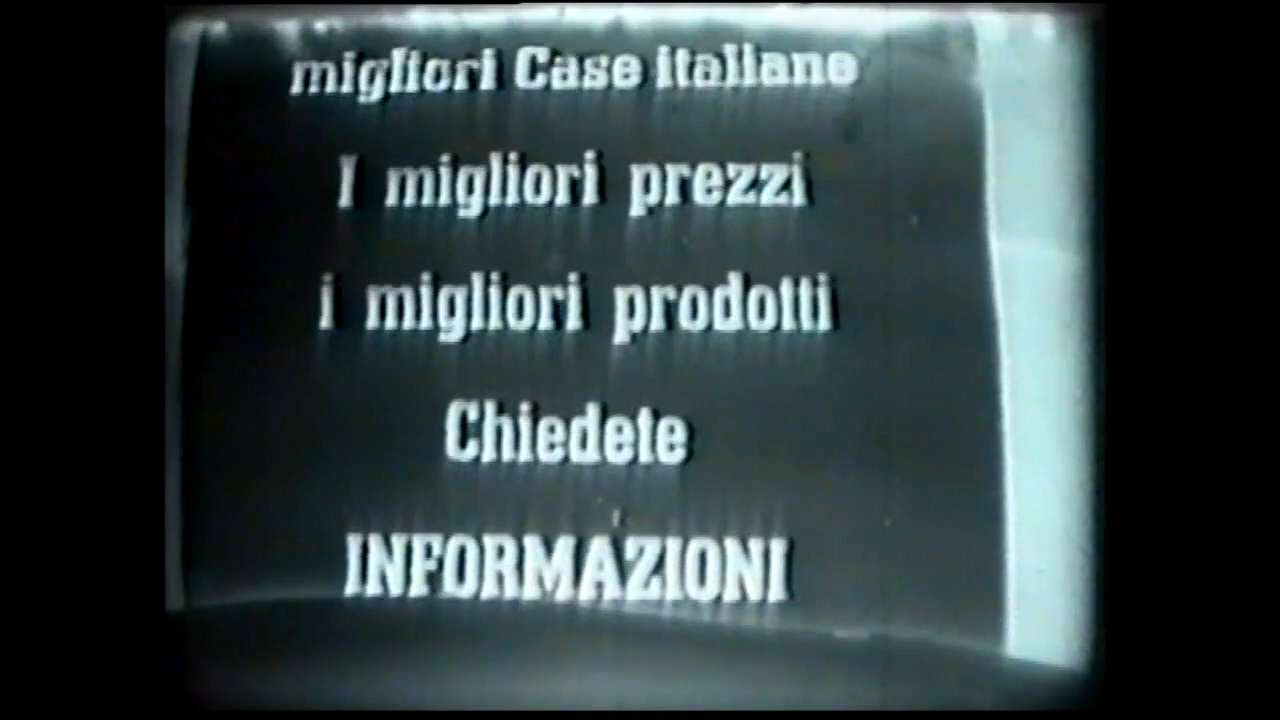 migliori Case italiane
I migliori prezzi
i migliori prodotti
Chiedete
INFORMAZIONI